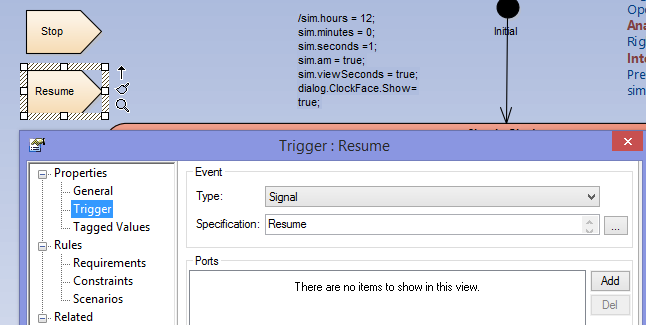 Stop
Resume
/sim.hours = 12;
sim.minutes = 0;
sim.seconds =1;
sim.am = true;
sim.viewSeconds = true;
dialog.ClockFace.Show=
true;
Initial
Ope
Ana
Rig
Inte
Pre
sim
Trigger : Resume
Properties
General
Trigger
Tagged Values
Rules
Requirements
Constraints
Scenarios
Related
Event
Type:
Signal
Specification:
Resume
...
Ports
There are no items to show in this view.
Add
Del